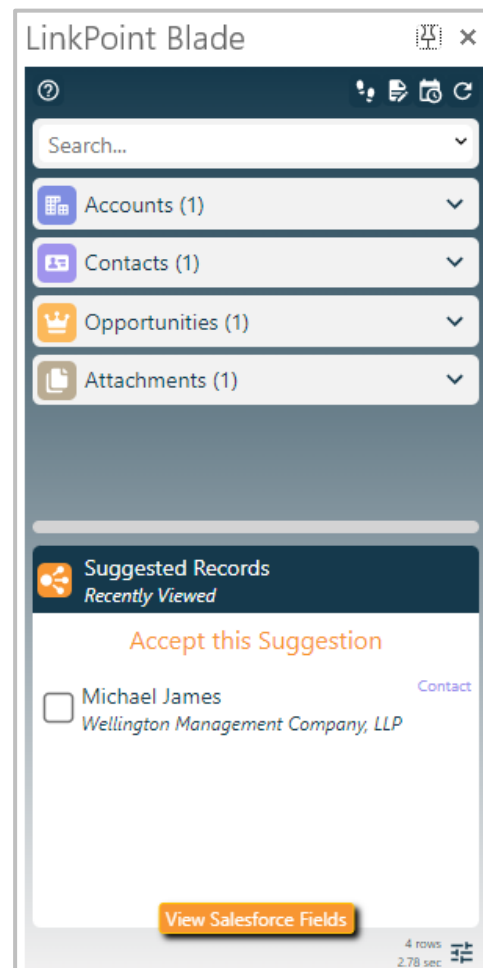 LinkPoint Blade
Search...
Accounts (1)
Contacts (1)
Opportunities (1)
Attachments (1)
Suggested Records
Recently Viewed
Accept this Suggestion
Michael James
Contact
Wellington Management Company, LLP
View Salesforce Fields
4 rows
2.78 sec